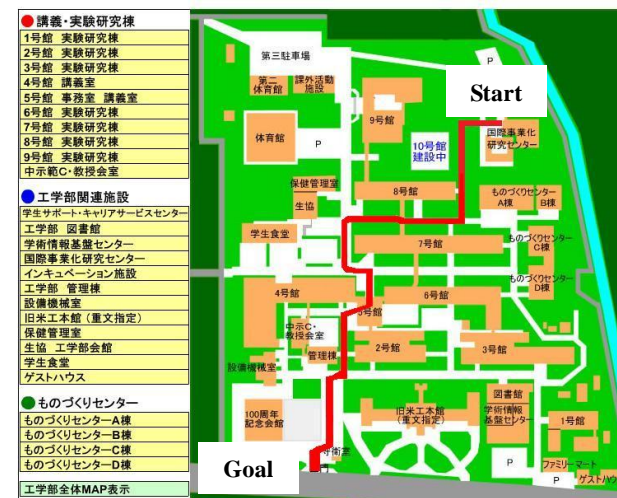 ●講義・実験研究棟
1号館 実験研究棟
2号館 実験研究棟
3号館 実験研究棟
4号館 講義室
5号館 事務室 講義室
6号館 実験研究棟
7号館 実験研究棟
8号館 実験研究棟
9号館 実験研究棟
中示範C・教授会室
●工学部関連施設
学生サポート・キャリアサービスセンター
工学部 図書館
学術情報基盤センター
国際事業化研究センター
インキュベーション施設
工学部 管理棟
設備機械室
旧米工本館（重文指定）
保健管理室
生協 工学部会館
学生食堂
ゲストハウス
●ものづくりセンター
ものづくりセンターA棟
ものづくりセンターB棟
ものづくりセンターC棟
ものづくりセンターD棟
工学部全体MAP表示
第三駐車場
P
Start
第二
体育館
課外活動
施設
9号館
国際事業化
研究センター
体育館
P
10号館
建設中
保健管理室
8号館
ものづくりセンター
A棟
B棟
生協
学生食堂
7号館
ものづくりセンター
C棟
ものづくりセンター
D棟
4号館
6号館
5号館
中示C・
教授会室
管理棟
2号館
3号館
設備機械室
図書館
100周年
記念会館
旧米工本館
（重文指定）
学術情報
基盤センター
1号館
守衛室
Goal
P
ファミリーマート
P
ゲストハウ